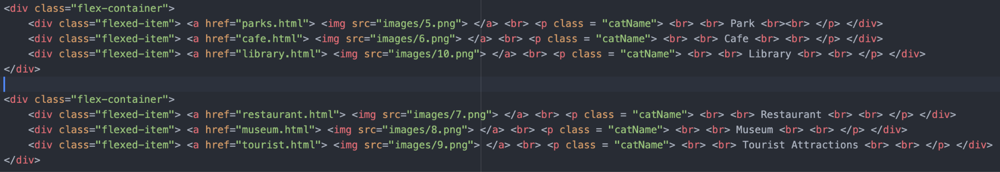 <div class="flex-container">
    <div class="flexed-item"> <a href="parks.html"> <img src="images/5.png"> </a> <br> <p class = "catName"> <br> <br> Park <br><br> </p> </div>
    <div class="flexed-item"> <a href="cafe.html"> <img src="images/6.png"> </a> <br> <p class = "catName"> <br> <br> Cafe <br> <br> </p> </div>
    <div class="flexed-item"> <a href="library.html"> <img src="images/10.png"> </a> <br> <p class = "catName"> <br> <br> Library <br> <br> </p> </div>
</div>

<div class="flex-container">
    <div class="flexed-item"> <a href="restaurant.html"> <img src="images/7.png"> </a> <br> <p class = "catName"> <br> <br> Restaurant <br> <br> </p> </div>
    <div class="flexed-item"> <a href="museum.html"> <img src="images/8.png"> </a> <br> <p class = "catName"> <br> <br> Museum <br> <br> </p> </div>
    <div class="flexed-item"> <a href="tourist.html"> <img src="images/9.png"> </a> <br> <p class = "catName"> <br> <br> Tourist Attractions <br> <br> </p> </div>
</div>